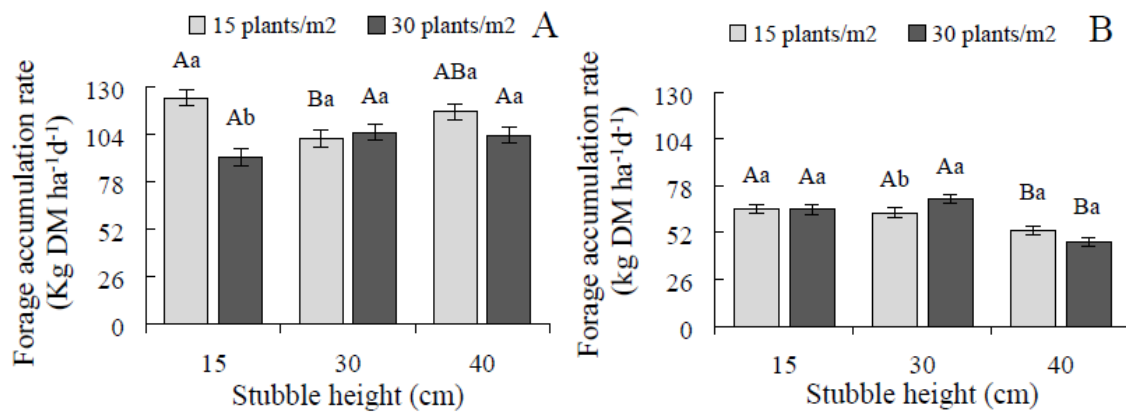 15 plants/m2 30 plants/m2 A
Forage accumulation rate
(Kg DM ha⁻¹d⁻¹)
130
104
78
52
26
0
Aa
Ab
Ba
Aa
ABa
Aa
15 30 40
Stubble height (cm)
15 plants/m2 30 plants/m2 B
Forage accumulation rate
(kg DM ha⁻¹d⁻¹)
130
104
78
52
26
0
Aa
Aa
Ab
Aa
Ba
Ba
15 30 40
Stubble height (cm)